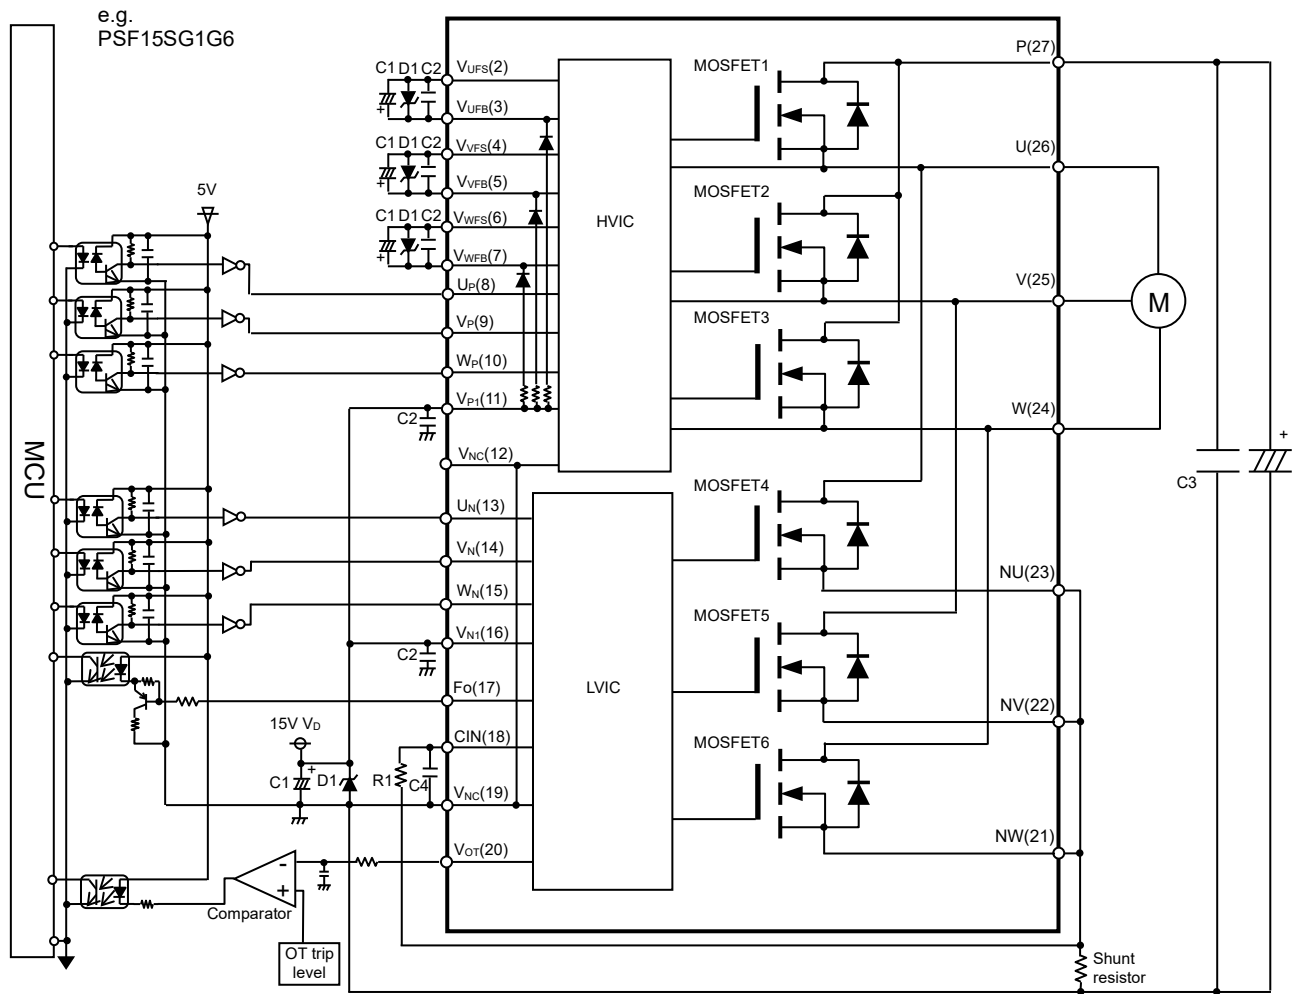 e.g.
PSF15SG1G6
MCU
5V
C1 D1 C2
C1 D1 C2
C1 D1 C2
VUFS(2)
VUFB(3)
VVFS(4)
VVFB(5)
VWFS(6)
VWFB(7)
UP(8)
VP(9)
WP(10)
VP1(11)
C2
VNC(12)
UN(13)
VN(14)
WN(15)
VN1(16)
C2
Fo(17)
15V VD
CIN(18)
C1
+
D1
R1
C4
VNC(19)
VOT(20)
-
+
Comparator
OT trip
level
HVIC
LVIC
MOSFET1
MOSFET2
MOSFET3
MOSFET4
MOSFET5
MOSFET6
P(27)
U(26)
V(25)
W(24)
NU(23)
NV(22)
NW(21)
M
C3
+
Shunt
resistor